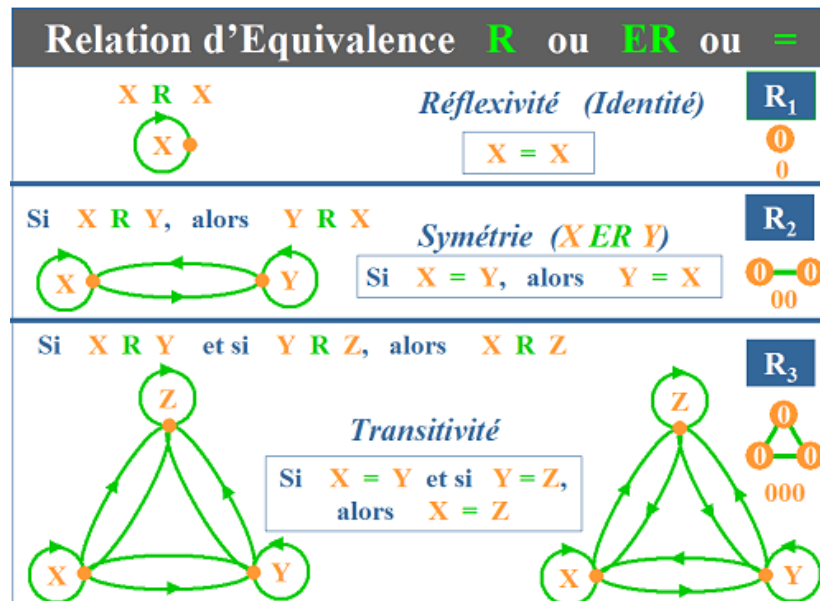 Relation d'Equivalence R ou ER ou =
X R X
X
Réflexivité (Identité)
X = X
R1
0
0
Si X R Y, alors Y R X
X
Y
Symétrie (X ER Y)
Si X = Y, alors Y = X
R2
0 0
00
Si X R Y et si Y R Z, alors X R Z
Z
X
Y
Transitivité
Si X = Y et si Y = Z,
alors X = Z
Z
X
Y
R3
0
0 0
000